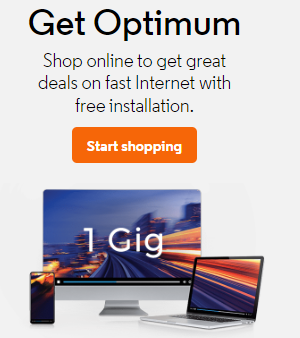 Get Optimum
Shop online to get great
deals on fast Internet with
free installation.
Start shopping
1 Gig